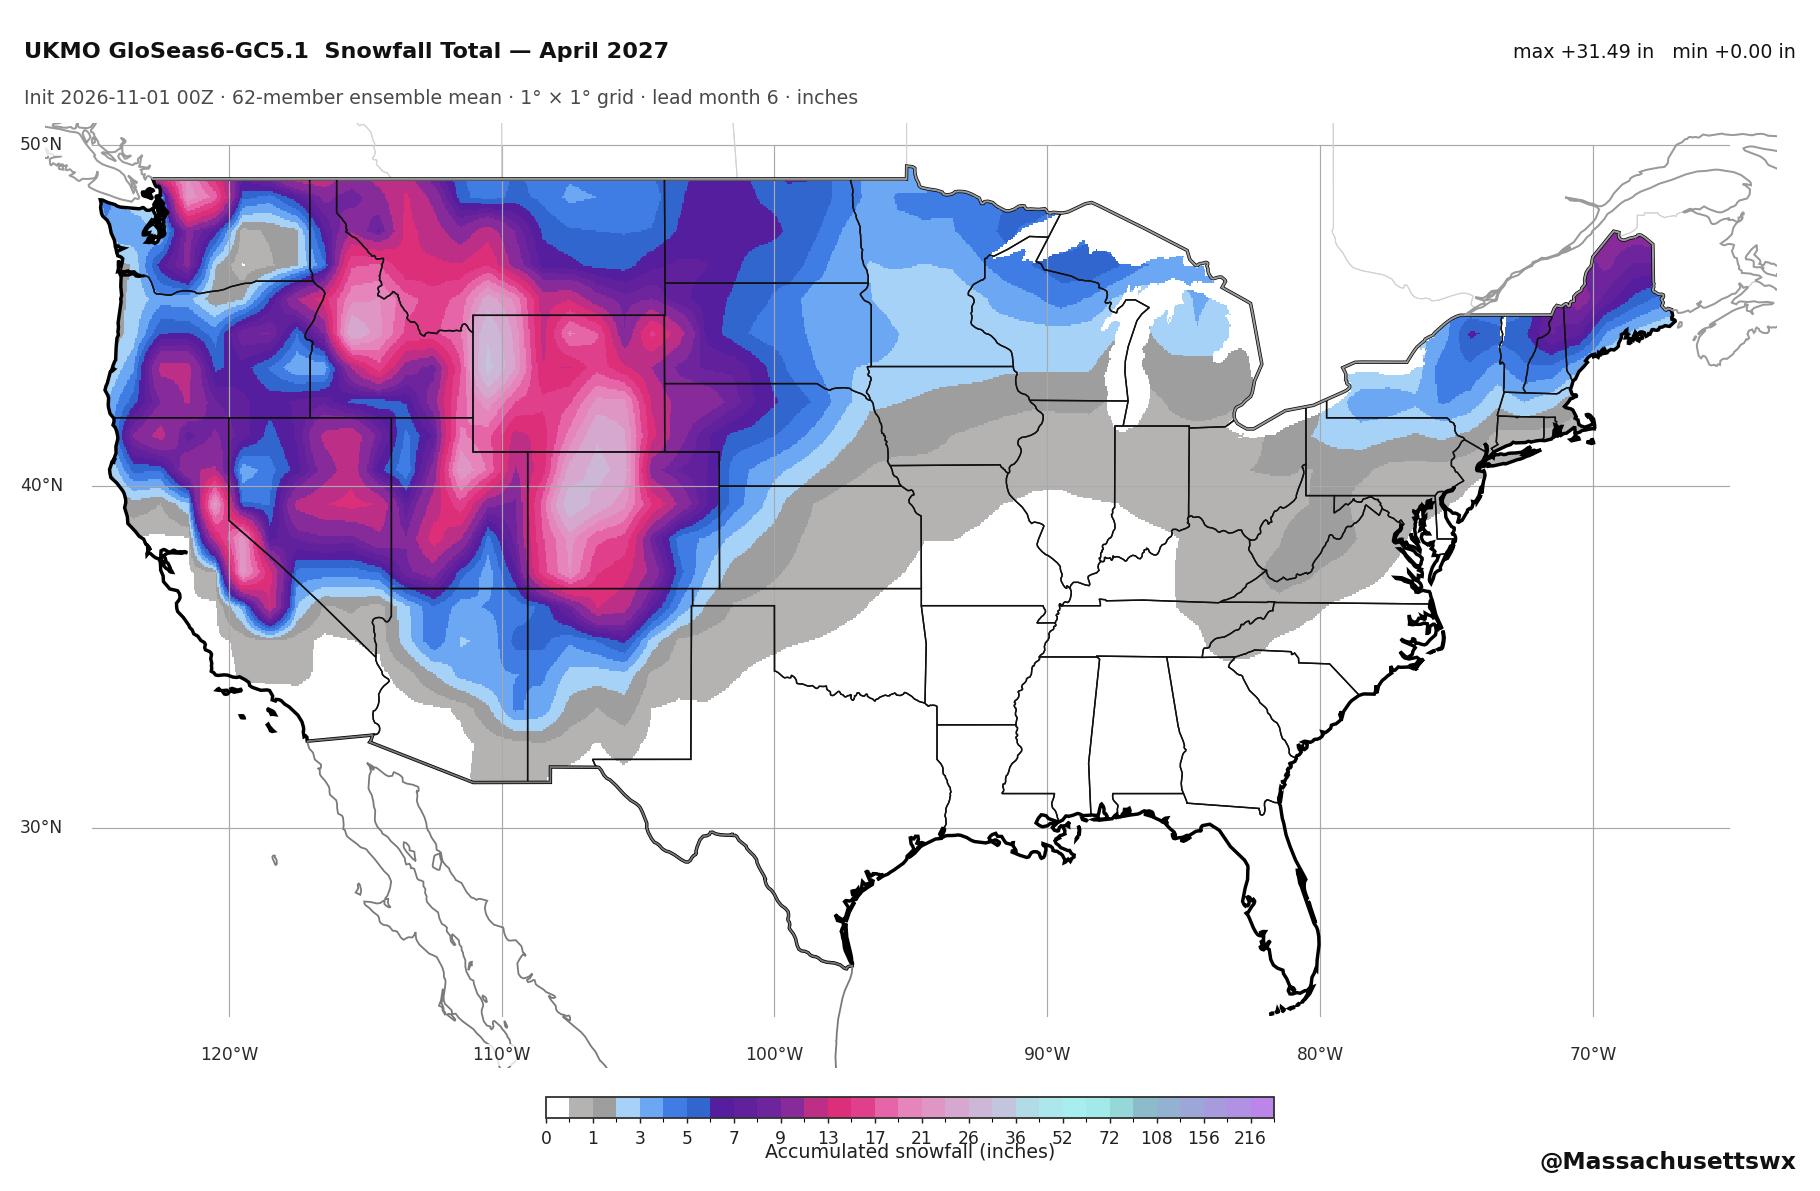 UKMO GloSeas6-GC5.1  Snowfall Total — April 2027
max +31.49 in   min +0.00 in
Init 2026-11-01 00Z · 62-member ensemble mean · 1° × 1° grid · lead month 6 · inches
50°N
40°N
30°N
120°W 110°W 100°W 90°W 80°W 70°W
0 1 3 5 7 9 13 17 21 26 36 52 72 108 156 216
Accumulated snowfall (inches)
@Massachusettswx